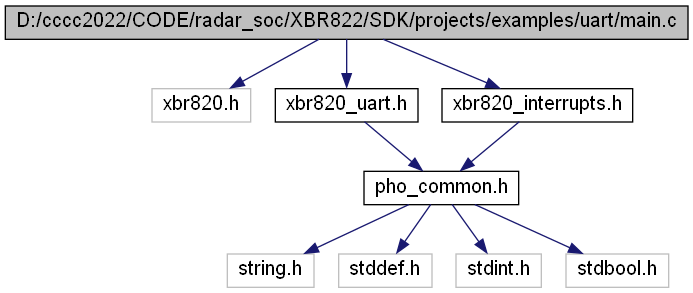 D:/cccc2022/CODE/radar_soc/XBR822/SDK/projects/examples/uart/main.c
xbr820.h
xbr820_uart.h
xbr820_interrupts.h
pho_common.h
string.h
stddef.h
stdint.h
stdbool.h